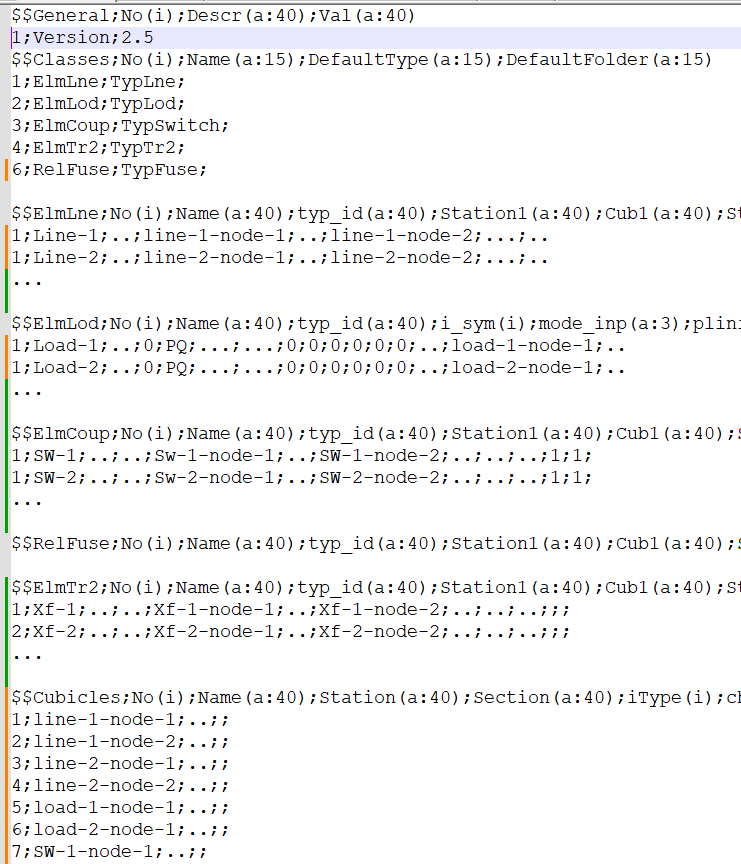 $$General;No(i);Descr(a:40);Val(a:40)
1;Version;2.5
$$Classes;No(i);Name(a:15);DefaultType(a:15);DefaultFolder(a:15)
1;ElmLne;TypLne;
2;ElmLod;TypLod;
3;ElmCoup;TypSwitch;
4;ElmTr2;TypTr2;
6;RelFuse;TypFuse;
$$ElmLne;No(i);Name(a:40);typ_id(a:40);Station1(a:40);Cub1(a:40);St
1;Line-1;..;line-1-node-1;..;line-1-node-2;...;..
1;Line-2;..;line-2-node-1;..;line-2-node-2;...;..
...
$$ElmLod;No(i);Name(a:40);typ_id(a:40);i_sym(i);mode_inp(a:3);plini
1;Load-1;..;0;PQ;...;...;0;0;0;0;0;0;..;load-1-node-1;..
1;Load-2;..;0;PQ;...;...;0;0;0;0;0;0;..;load-2-node-1;..
...
$$ElmCoup;No(i);Name(a:40);typ_id(a:40);Station1(a:40);Cub1(a:40);S
1;SW-1;..;..;Sw-1-node-1;..;SW-1-node-2;..;..;..;1;1;
1;SW-2;..;..;Sw-2-node-1;..;SW-2-node-2;..;..;..;1;1;
...
$$RelFuse;No(i);Name(a:40);typ_id(a:40);Station1(a:40);Cub1(a:40);S
$$ElmTr2;No(i);Name(a:40);typ_id(a:40);Station1(a:40);Cub1(a:40);St
1;Xf-1;..;..;Xf-1-node-1;..;Xf-1-node-2;..;..;..;;;
2;Xf-2;..;..;Xf-2-node-1;..;Xf-2-node-2;..;..;..;;;
...
$$Cubicles;No(i);Name(a:40);Station(a:40);Section(a:40);iType(i);ch
1;line-1-node-1;..;;
2;line-1-node-2;..;;
3;line-2-node-1;..;;
4;line-2-node-2;..;;
5;load-1-node-1;..;;
6;load-2-node-1;..;;
7;SW-1-node-1;..;;